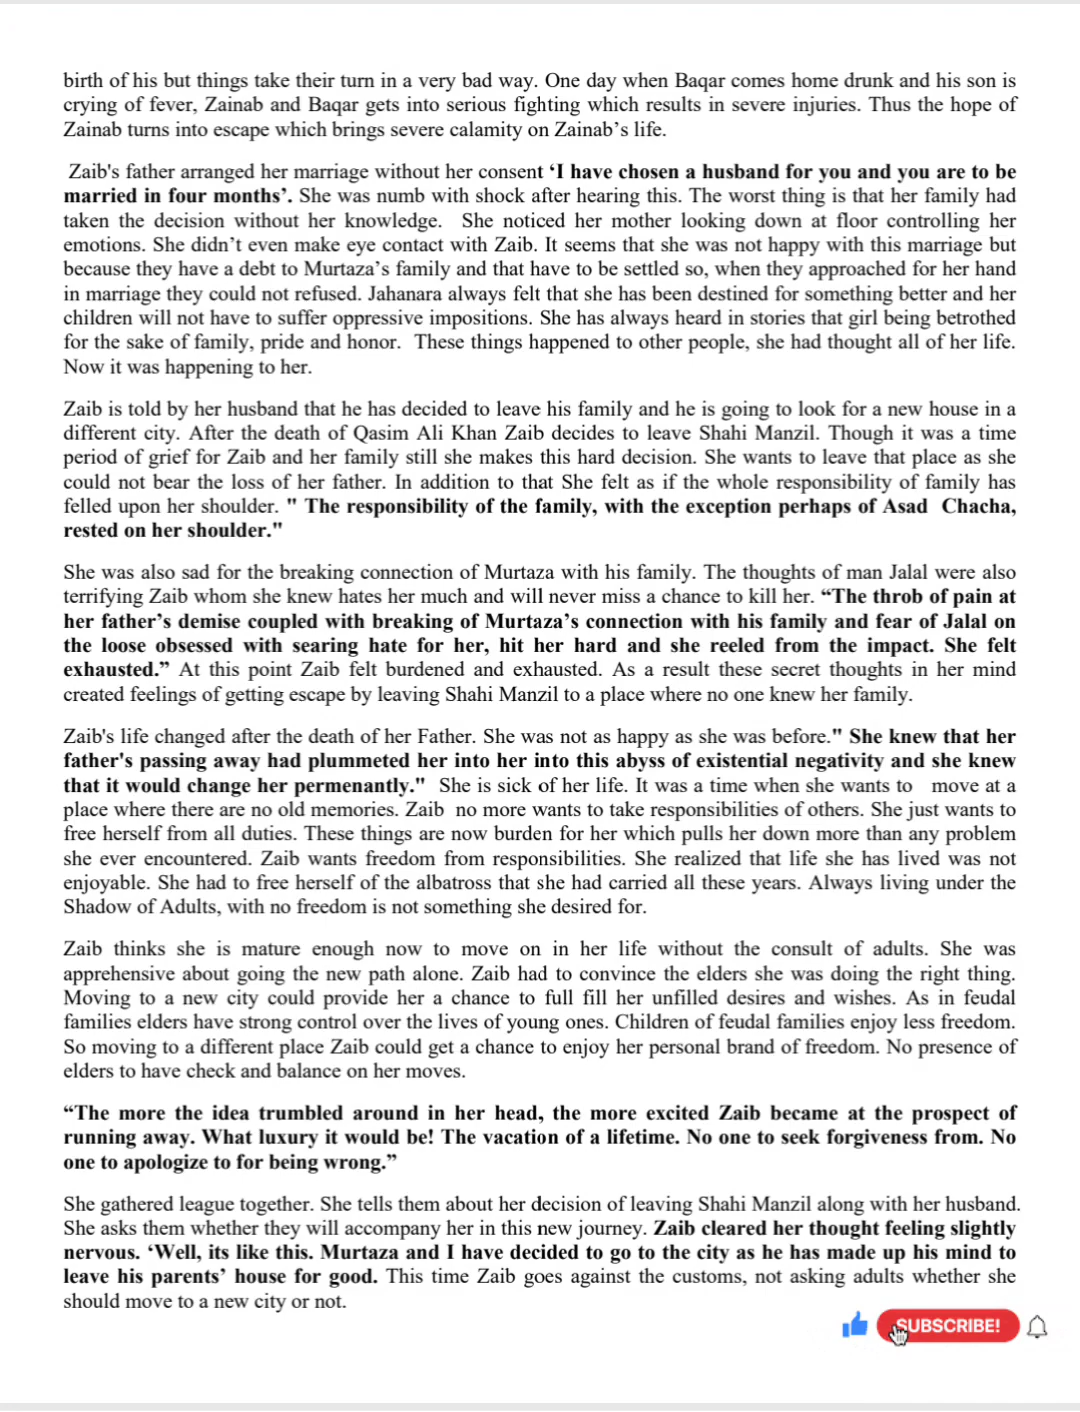 birth of his but things take their turn in a very bad way. One day when Baqar comes home drunk and his son is
crying of fever, Zainab and Baqar gets into serious fighting which results in severe injuries. Thus the hope of
Zainab turns into escape which brings severe calamity on Zainab’s life.
Zaib's father arranged her marriage without her consent ‘I have chosen a husband for you and you are to be
married in four months’. She was numb with shock after hearing this. The worst thing is that her family had
taken the decision without her knowledge. She noticed her mother looking down at floor controlling her
emotions. She didn’t even make eye contact with Zaib. It seems that she was not happy with this marriage but
because they have a debt to Murtaza’s family and that have to be settled so, when they approached for her hand
in marriage they could not refused. Jahanara always felt that she has been destined for something better and her
children will not have to suffer oppressive impositions. She has always heard in stories that girl being betrothed
for the sake of family, pride and honor. These things happened to other people, she had thought all of her life.
Now it was happening to her.
Zaib is told by her husband that he has decided to leave his family and he is going to look for a new house in a
different city. After the death of Qasim Ali Khan Zaib decides to leave Shahi Manzil. Though it was a time
period of grief for Zaib and her family still she makes this hard decision. She wants to leave that place as she
could not bear the loss of her father. In addition to that She felt as if the whole responsibility of family has
felled upon her shoulder. " The responsibility of the family, with the exception perhaps of Asad Chacha,
rested on her shoulder."
She was also sad for the breaking connection of Murtaza with his family. The thoughts of man Jalal were also
terrifying Zaib whom she knew hates her much and will never miss a chance to kill her. “The throb of pain at
her father’s demise coupled with breaking of Murtaza’s connection with his family and fear of Jalal on
the loose obsessed with searing hate for her, hit her hard and she reeled from the impact. She felt
exhausted.” At this point Zaib felt burdened and exhausted. As a result these secret thoughts in her mind
created feelings of getting escape by leaving Shahi Manzil to a place where no one knew her family.
Zaib's life changed after the death of her Father. She was not as happy as she was before." She knew that her
father's passing away had plummeted her into her into this abyss of existential negativity and she knew
that it would change her permenantly." She is sick of her life. It was a time when she wants to move at a
place where there are no old memories. Zaib no more wants to take responsibilities of others. She just wants to
free herself from all duties. These things are now burden for her which pulls her down more than any problem
she ever encountered. Zaib wants freedom from responsibilities. She realized that life she has lived was not
enjoyable. She had to free herself of the albatross that she had carried all these years. Always living under the
Shadow of Adults, with no freedom is not something she desired for.
Zaib thinks she is mature enough now to move on in her life without the consult of adults. She was
apprehensive about going the new path alone. Zaib had to convince the elders she was doing the right thing.
Moving to a new city could provide her a chance to full fill her unfilled desires and wishes. As in feudal
families elders have strong control over the lives of young ones. Children of feudal families enjoy less freedom.
So moving to a different place Zaib could get a chance to enjoy her personal brand of freedom. No presence of
elders to have check and balance on her moves.
“The more the idea trumbled around in her head, the more excited Zaib became at the prospect of
running away. What luxury it would be! The vacation of a lifetime. No one to seek forgiveness from. No
one to apologize to for being wrong.”
She gathered league together. She tells them about her decision of leaving Shahi Manzil along with her husband.
She asks them whether they will accompany her in this new journey. Zaib cleared her thought feeling slightly
nervous. ‘Well, its like this. Murtaza and I have decided to go to the city as he has made up his mind to
leave his parents’ house for good. This time Zaib goes against the customs, not asking adults whether she
should move to a new city or not.
SUBSCRIBE!